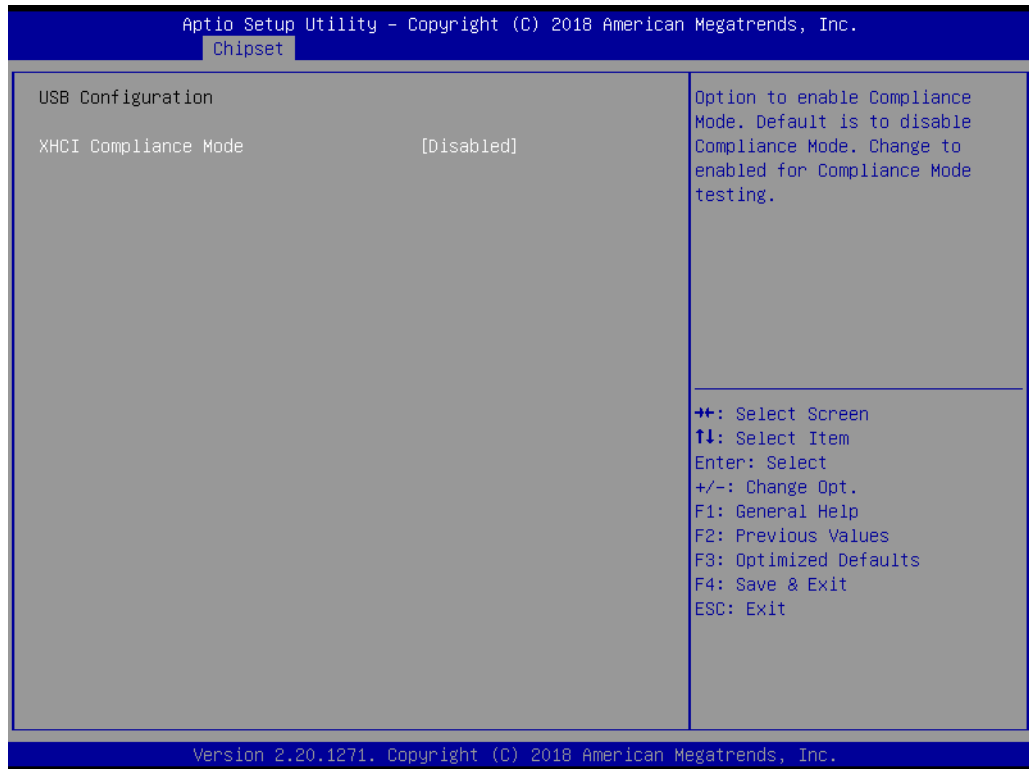 Aptio Setup Utility – Copyright (C) 2018 American Megatrends, Inc.
Chipset
USB Configuration
XHCI Compliance Mode [Disabled]
Option to enable Compliance
Mode. Default is to disable
Compliance Mode. Change to
enabled for Compliance Mode
testing.
→←: Select Screen
↑↓: Select Item
Enter: Select
+/-: Change Opt.
F1: General Help
F2: Previous Values
F3: Optimized Defaults
F4: Save & Exit
ESC: Exit
Version 2.20.1271. Copyright (C) 2018 American Megatrends, Inc.